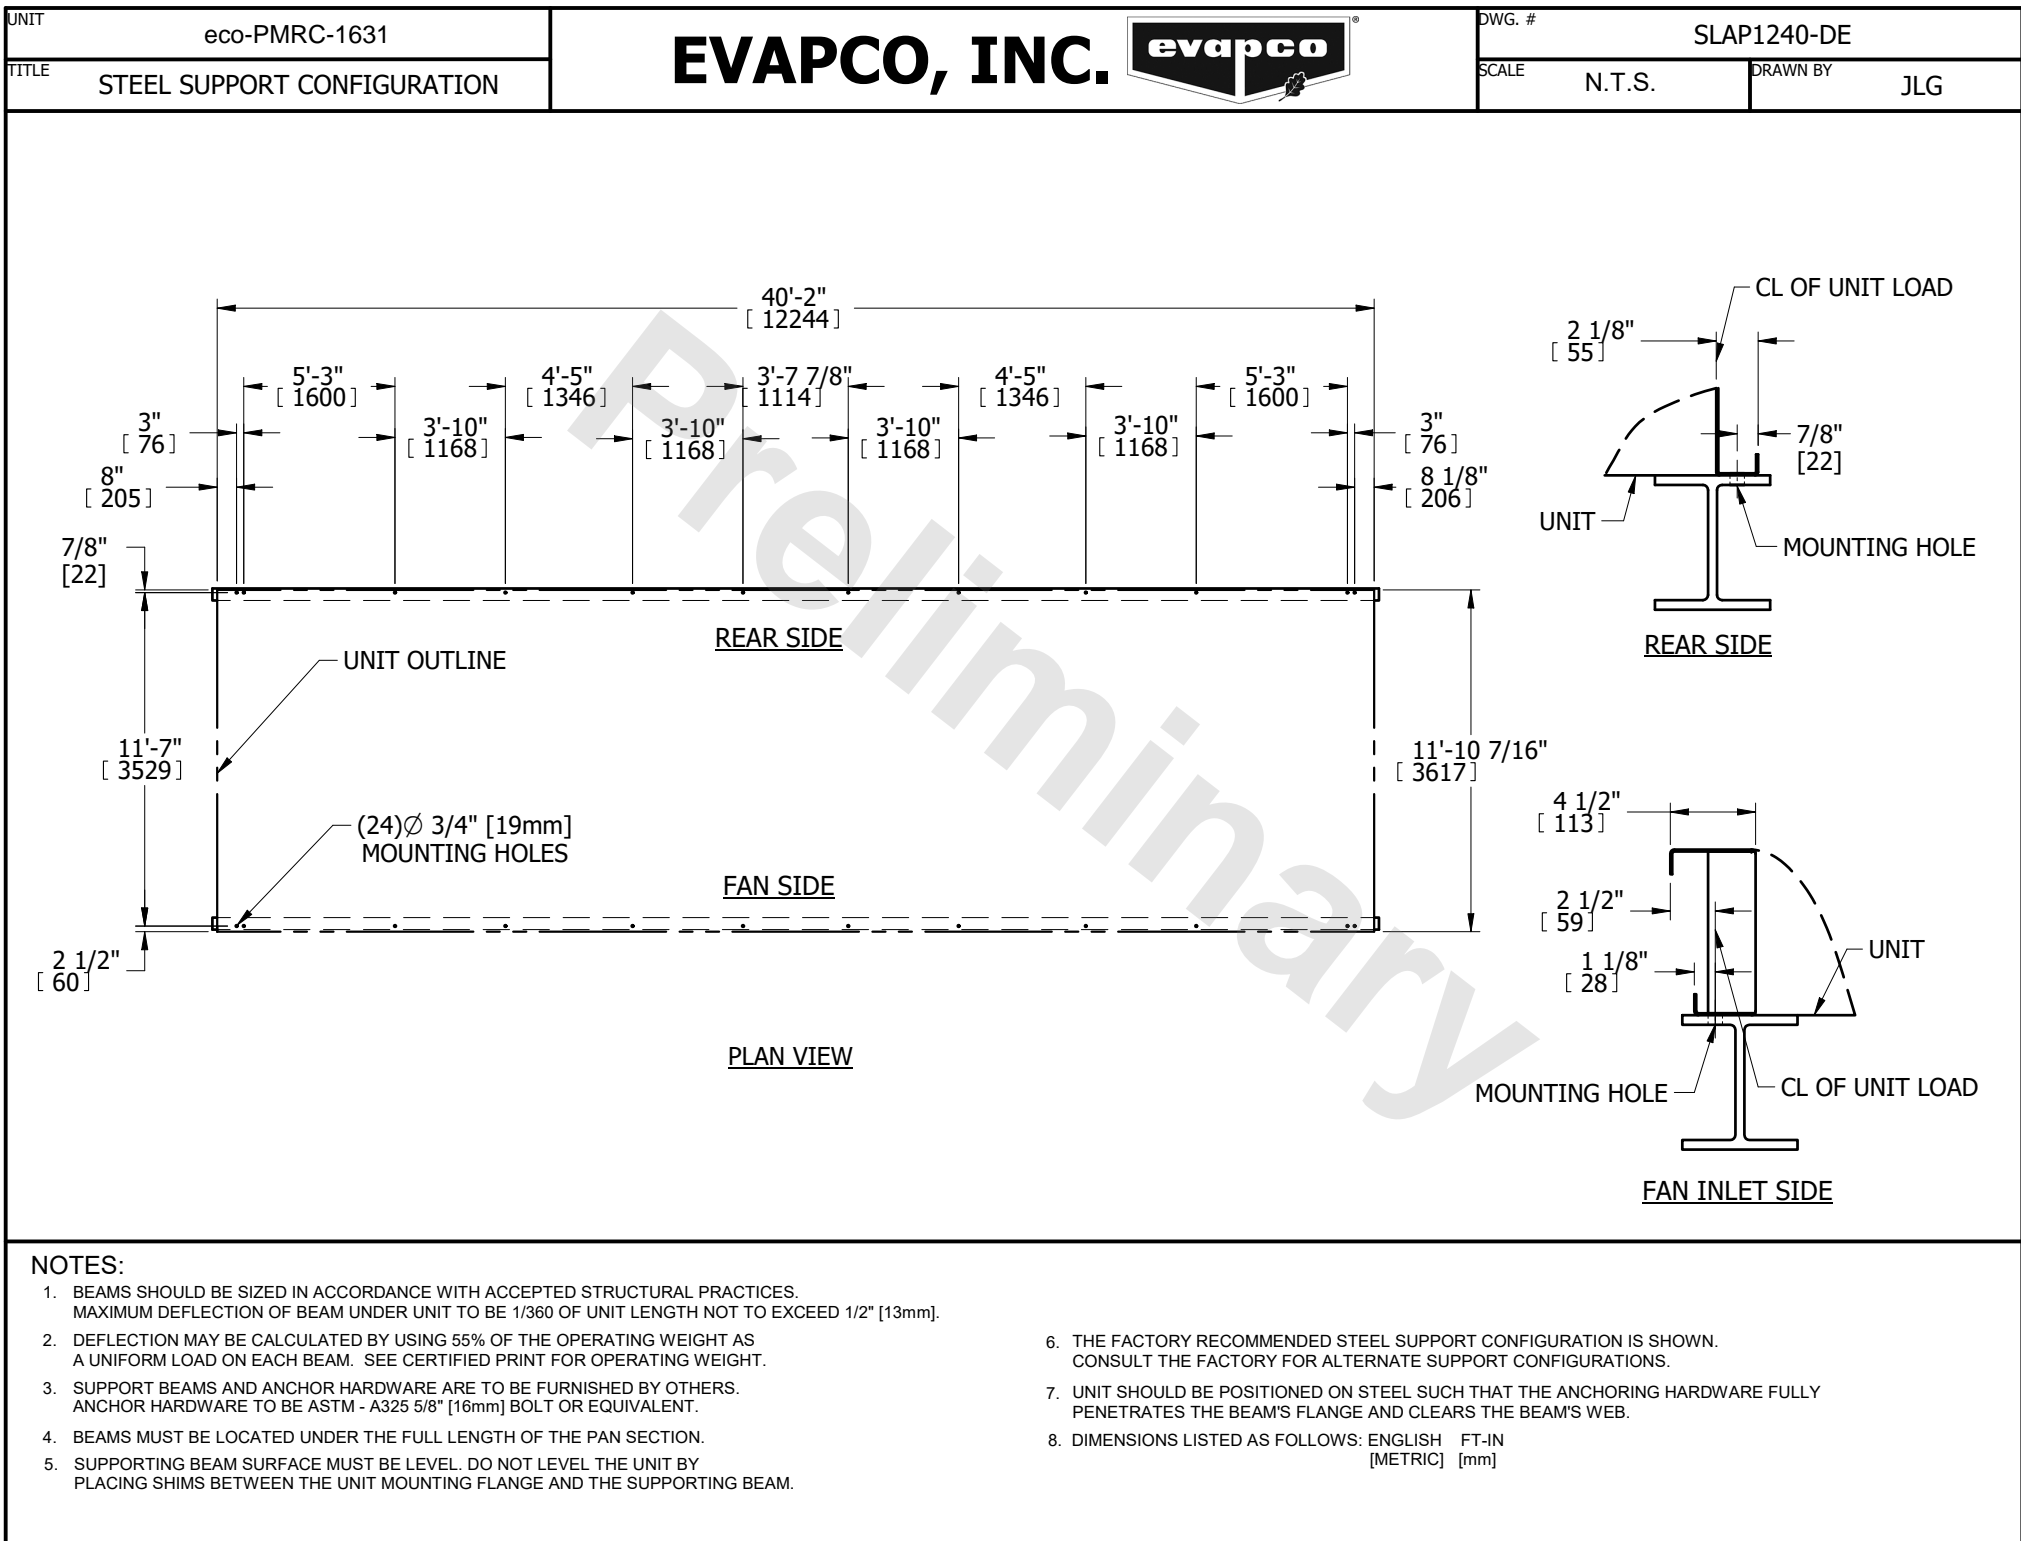 UNIT
eco-PMRC-1631
TITLE
STEEL SUPPORT CONFIGURATION
EVAPCO, INC.
evapco
®
DWG. #
SLAP1240-DE
SCALE
N.T.S.
DRAWN BY
JLG
40'-2"
[ 12244 ]
5'-3"
[ 1600 ]
4'-5"
[ 1346 ]
3'-7 7/8"
[ 1114 ]
4'-5"
[ 1346 ]
5'-3"
[ 1600 ]
3"
[ 76 ]
3'-10"
[ 1168 ]
3'-10"
[ 1168 ]
3'-10"
[ 1168 ]
3'-10"
[ 1168 ]
3"
[ 76 ]
8"
[ 205 ]
8 1/8"
[ 206 ]
7/8"
[22]
REAR SIDE
UNIT OUTLINE
11'-7"
[ 3529 ]
11'-10 7/16"
[ 3617 ]
(24)Ø 3/4" [19mm]
MOUNTING HOLES
FAN SIDE
2 1/2"
[ 60 ]
PLAN VIEW
Preliminary
CL OF UNIT LOAD
2 1/8"
[ 55 ]
7/8"
[22]
UNIT
MOUNTING HOLE
REAR SIDE
4 1/2"
[ 113 ]
2 1/2"
[ 59 ]
1 1/8"
[ 28 ]
UNIT
MOUNTING HOLE
CL OF UNIT LOAD
FAN INLET SIDE
NOTES:
1. BEAMS SHOULD BE SIZED IN ACCORDANCE WITH ACCEPTED STRUCTURAL PRACTICES.
MAXIMUM DEFLECTION OF BEAM UNDER UNIT TO BE 1/360 OF UNIT LENGTH NOT TO EXCEED 1/2" [13mm].
2. DEFLECTION MAY BE CALCULATED BY USING 55% OF THE OPERATING WEIGHT AS
A UNIFORM LOAD ON EACH BEAM. SEE CERTIFIED PRINT FOR OPERATING WEIGHT.
3. SUPPORT BEAMS AND ANCHOR HARDWARE ARE TO BE FURNISHED BY OTHERS.
ANCHOR HARDWARE TO BE ASTM - A325 5/8" [16mm] BOLT OR EQUIVALENT.
4. BEAMS MUST BE LOCATED UNDER THE FULL LENGTH OF THE PAN SECTION.
5. SUPPORTING BEAM SURFACE MUST BE LEVEL. DO NOT LEVEL THE UNIT BY
PLACING SHIMS BETWEEN THE UNIT MOUNTING FLANGE AND THE SUPPORTING BEAM.
6. THE FACTORY RECOMMENDED STEEL SUPPORT CONFIGURATION IS SHOWN.
CONSULT THE FACTORY FOR ALTERNATE SUPPORT CONFIGURATIONS.
7. UNIT SHOULD BE POSITIONED ON STEEL SUCH THAT THE ANCHORING HARDWARE FULLY
PENETRATES THE BEAM'S FLANGE AND CLEARS THE BEAM'S WEB.
8. DIMENSIONS LISTED AS FOLLOWS: ENGLISH FT-IN
[METRIC] [mm]